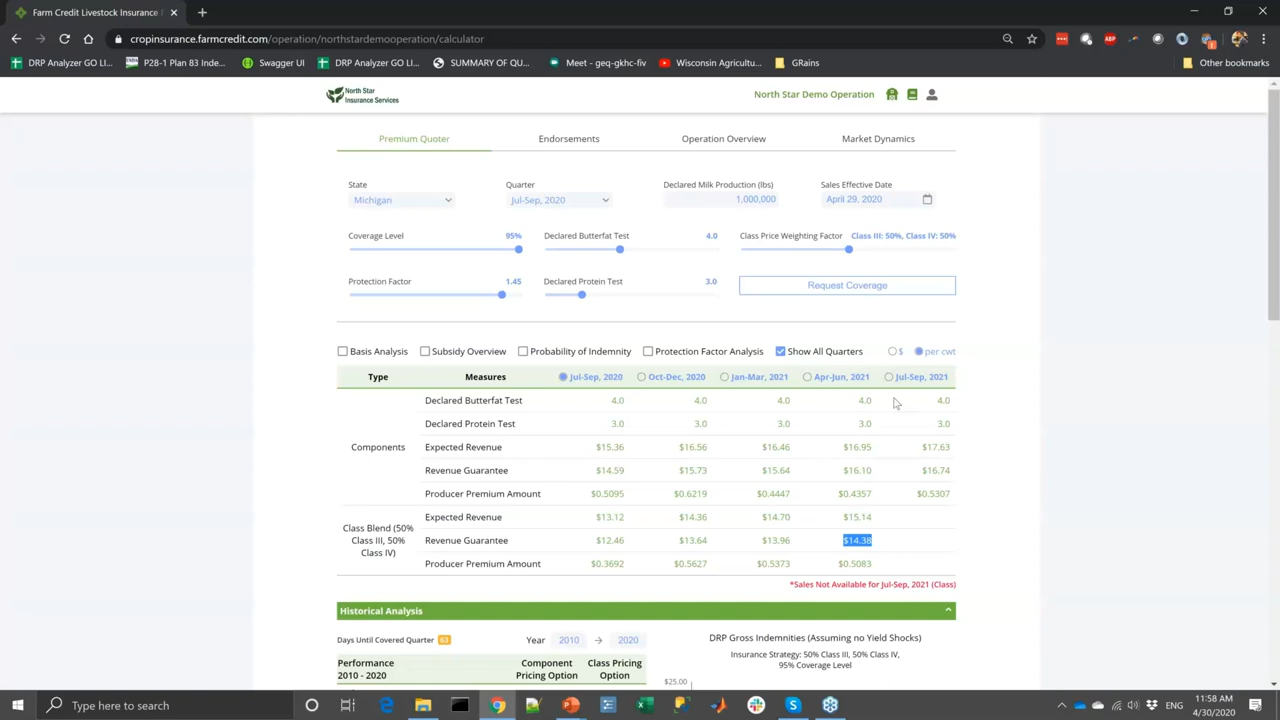 Farm Credit Livestock Insurance
cropinsurance.farmcredit.com/operation/northstardemooperation/calculator
DRP Analyzer GO LI...
P28-1 Plan 83 Inde...
Swagger UI
DRP Analyzer GO LI...
SUMMARY OF QU...
Meet - geq-gkhc-fiv
Wisconsin Agricultu...
GRains
Other bookmarks
North Star
Insurance Services
North Star Demo Operation
Premium Quoter
Endorsements
Operation Overview
Market Dynamics
State
Quarter
Declared Milk Production (lbs)
Sales Effective Date
Michigan
Jul-Sep, 2020
1,000,000
April 29, 2020
Coverage Level 95%
Declared Butterfat Test 4.0
Class Price Weighting Factor Class III: 50%, Class IV: 50%
Protection Factor 1.45
Declared Protein Test 3.0
Request Coverage
Basis Analysis
Subsidy Overview
Probability of Indemnity
Protection Factor Analysis
Show All Quarters
$
per cwt
Type Measures Jul-Sep, 2020 Oct-Dec, 2020 Jan-Mar, 2021 Apr-Jun, 2021 Jul-Sep, 2021
Declared Butterfat Test 4.0 4.0 4.0 4.0 4.0
Declared Protein Test 3.0 3.0 3.0 3.0 3.0
Components
Expected Revenue $15.36 $16.56 $16.46 $16.95 $17.63
Revenue Guarantee $14.59 $15.73 $15.64 $16.10 $16.74
Producer Premium Amount $0.5095 $0.6219 $0.4447 $0.4357 $0.5307
Class Blend (50%
Class III, 50%
Class IV)
Expected Revenue $13.12 $14.36 $14.70 $15.14
Revenue Guarantee $12.46 $13.64 $13.96 $14.38
Producer Premium Amount $0.3692 $0.5627 $0.5373 $0.5083
*Sales Not Available for Jul-Sep, 2021 (Class)
Historical Analysis
Days Until Covered Quarter 63
Year 2010 → 2020
DRP Gross Indemnities (Assuming no Yield Shocks)
Insurance Strategy: 50% Class III, 50% Class IV,
95% Coverage Level
Performance
2010 - 2020
Component
Pricing Option
Class Pricing
Option
$25.00
Type here to search
11:58 AM
4/30/2020